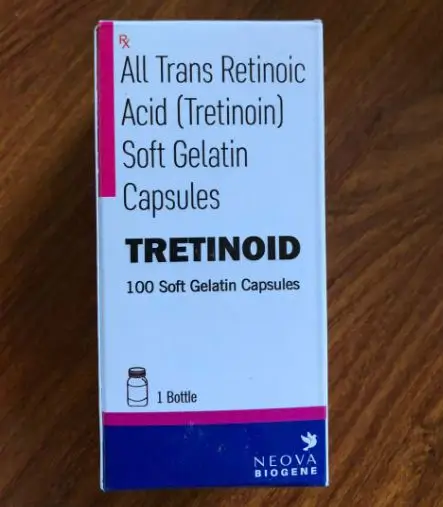 Rx
All Trans Retinoic
Acid (Tretinoin)
Soft Gelatin
Capsules
TRETINOID
100 Soft Gelatin Capsules
1 Bottle
NEOVA
BIOGENE